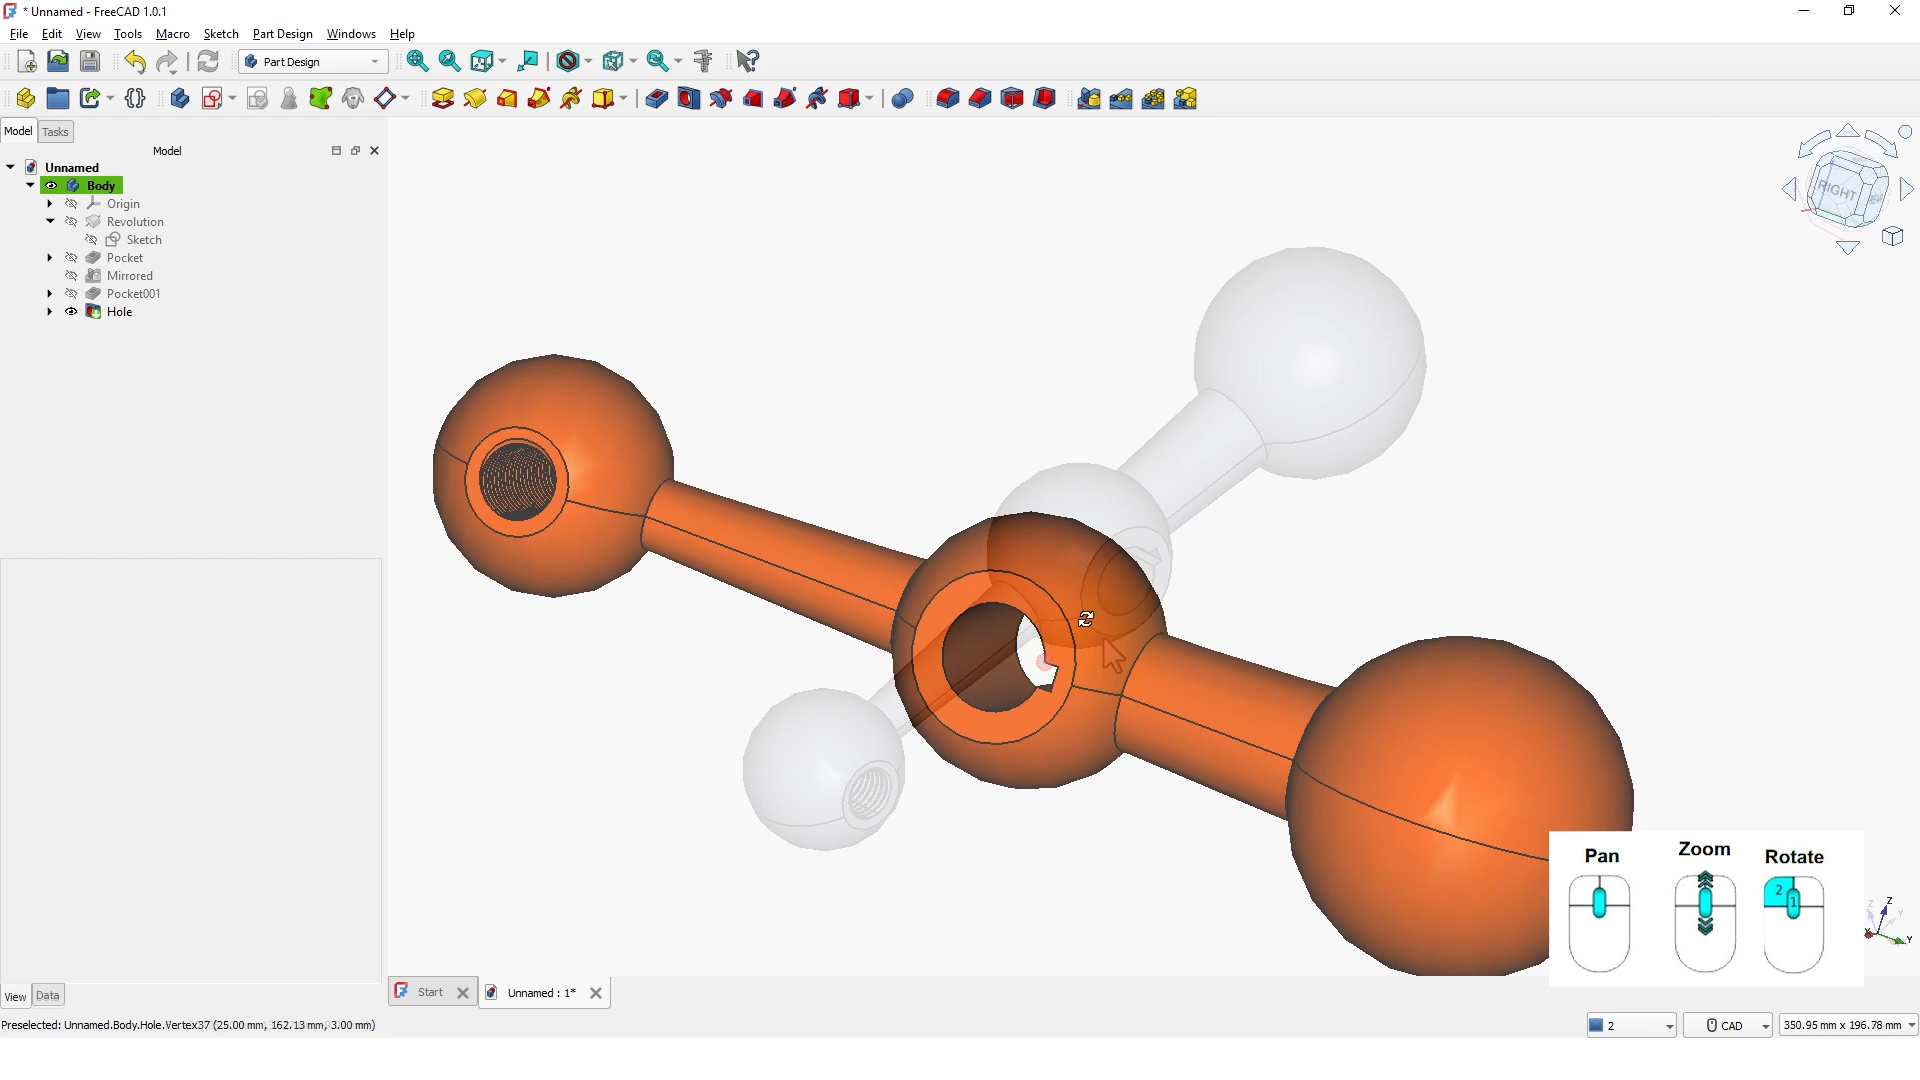 * Unnamed - FreeCAD 1.0.1
File Edit View Tools Macro Sketch Part Design Windows Help
Part Design
Model Tasks
Model
Unnamed
Body
Origin
Revolution
Sketch
Pocket
Mirrored
Pocket001
Hole
RIGHT
Pan Zoom Rotate
2
1
Z
Y
X
View Data
Start
Unnamed : 1*
Preselected: Unnamed.Body.Hole.Vertex37 (25.00 mm, 162.13 mm, 3.00 mm)
2
CAD
350.95 mm x 196.78 mm